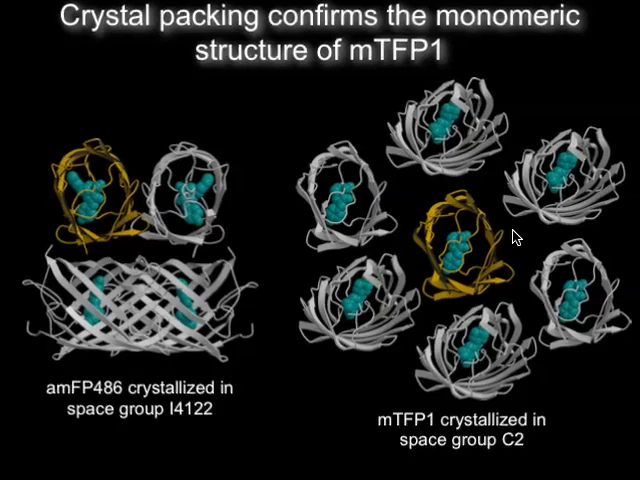 Crystal packing confirms the monomeric
structure of mTFP1
amFP486 crystallized in
space group I4122
mTFP1 crystallized in
space group C2